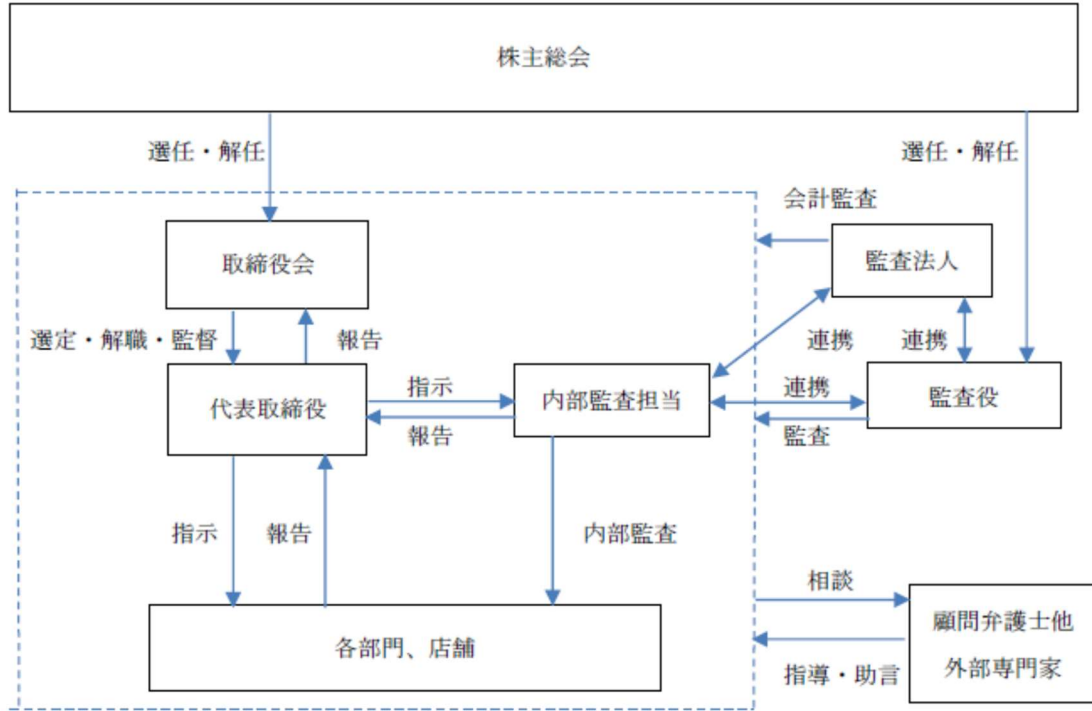 株主総会
選任・解任
選任・解任
会計監査
取締役会
監査法人
選定・解職・監督
報告
連携
連携
指示
連携
代表取締役
内部監査担当
監査役
報告
監査
指示
報告
内部監査
相談
顧問弁護士他
外部専門家
各部門、店舗
指導・助言